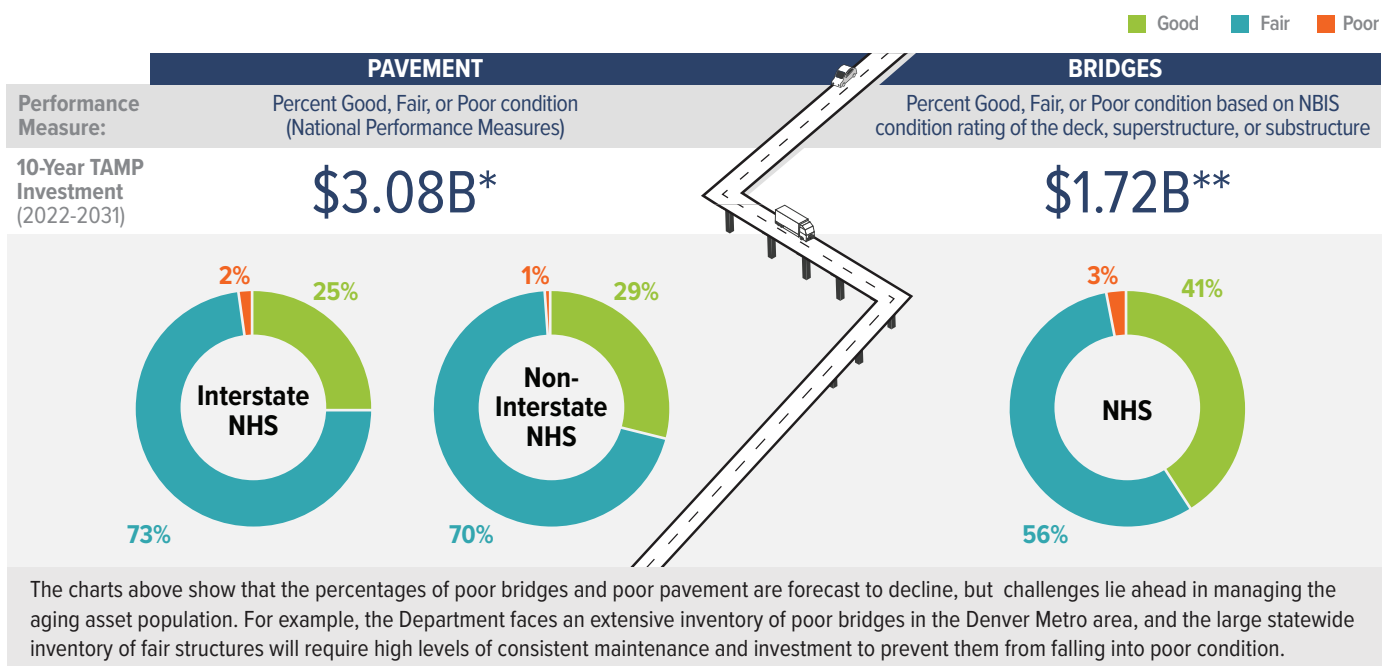 Good Fair Poor
PAVEMENT
BRIDGES
Performance
Measure:
Percent Good, Fair, or Poor condition
(National Performance Measures)
Percent Good, Fair, or Poor condition based on NBIS
condition rating of the deck, superstructure, or substructure
10-Year TAMP
Investment
(2022-2031)
$3.08B*
$1.72B**
2%
25%
Interstate
NHS
73%
1%
29%
Non-
Interstate
NHS
70%
3%
41%
NHS
56%
The charts above show that the percentages of poor bridges and poor pavement are forecast to decline, but challenges lie ahead in managing the
aging asset population. For example, the Department faces an extensive inventory of poor bridges in the Denver Metro area, and the large statewide
inventory of fair structures will require high levels of consistent maintenance and investment to prevent them from falling into poor condition.